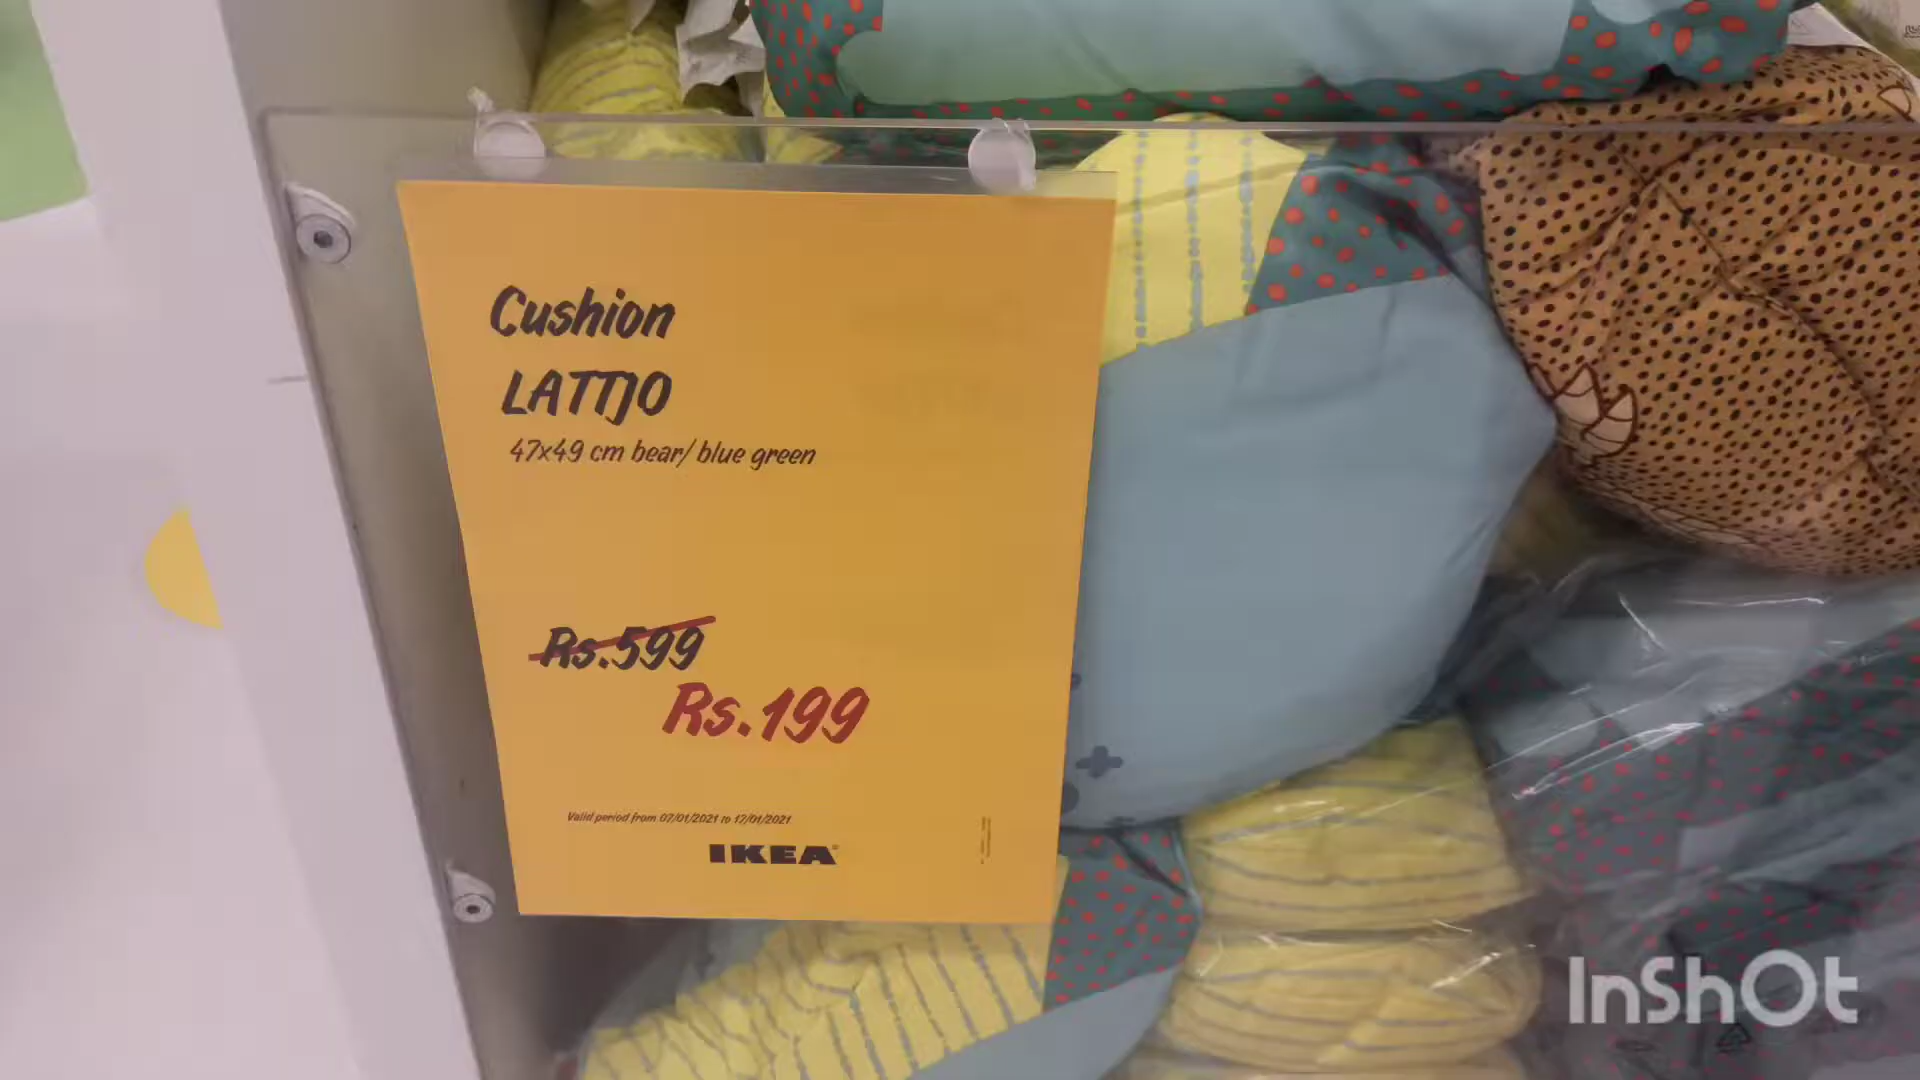 Cushion
LATTJO
47x49 cm bear/ blue green
Rs.599
Rs.199
Valid period from 07/01/2021 to 17/01/2021
IKEA
InShOt